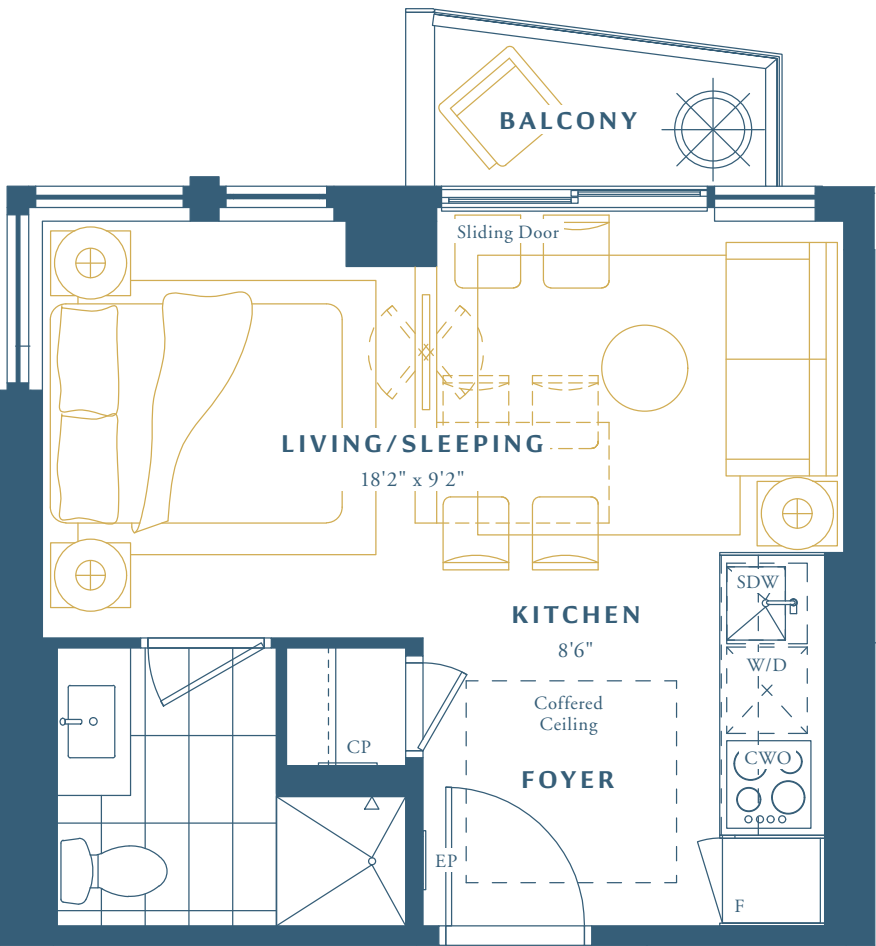 BALCONY
Sliding Door
LIVING/SLEEPING
18'2" x 9'2"
SDW
KITCHEN
8'6"
W/D
Coffered
Ceiling
CP
CWO
FOYER
EP
F